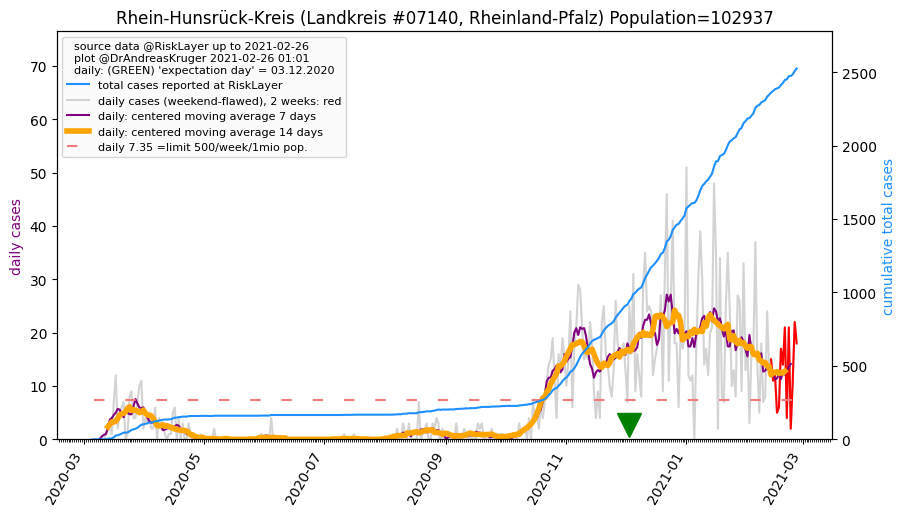 Rhein-Hunsrück-Kreis (Landkreis #07140, Rheinland-Pfalz) Population=102937
source data @RiskLayer up to 2021-02-26
plot @DrAndreasKruger 2021-02-26 01:01
daily: (GREEN) 'expectation day' = 03.12.2020
total cases reported at RiskLayer
daily cases (weekend-flawed), 2 weeks: red
daily: centered moving average 7 days
daily: centered moving average 14 days
daily 7.35 =limit 500/week/1mio pop.
daily cases
70
60
50
40
30
20
10
0
cumulative total cases
2500
2000
1500
1000
500
0
2020-03
2020-05
2020-07
2020-09
2020-11
2021-01
2021-03